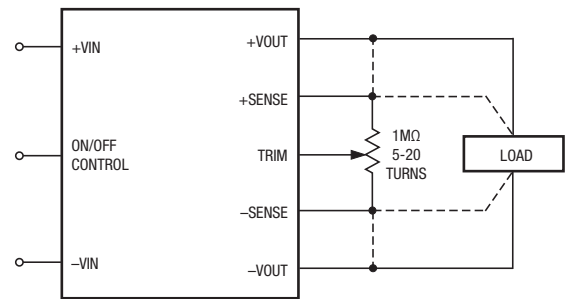 +VIN
ON/OFF
CONTROL
–VIN
+VOUT
+SENSE
TRIM
–SENSE
–VOUT
1MΩ
5-20
TURNS
LOAD